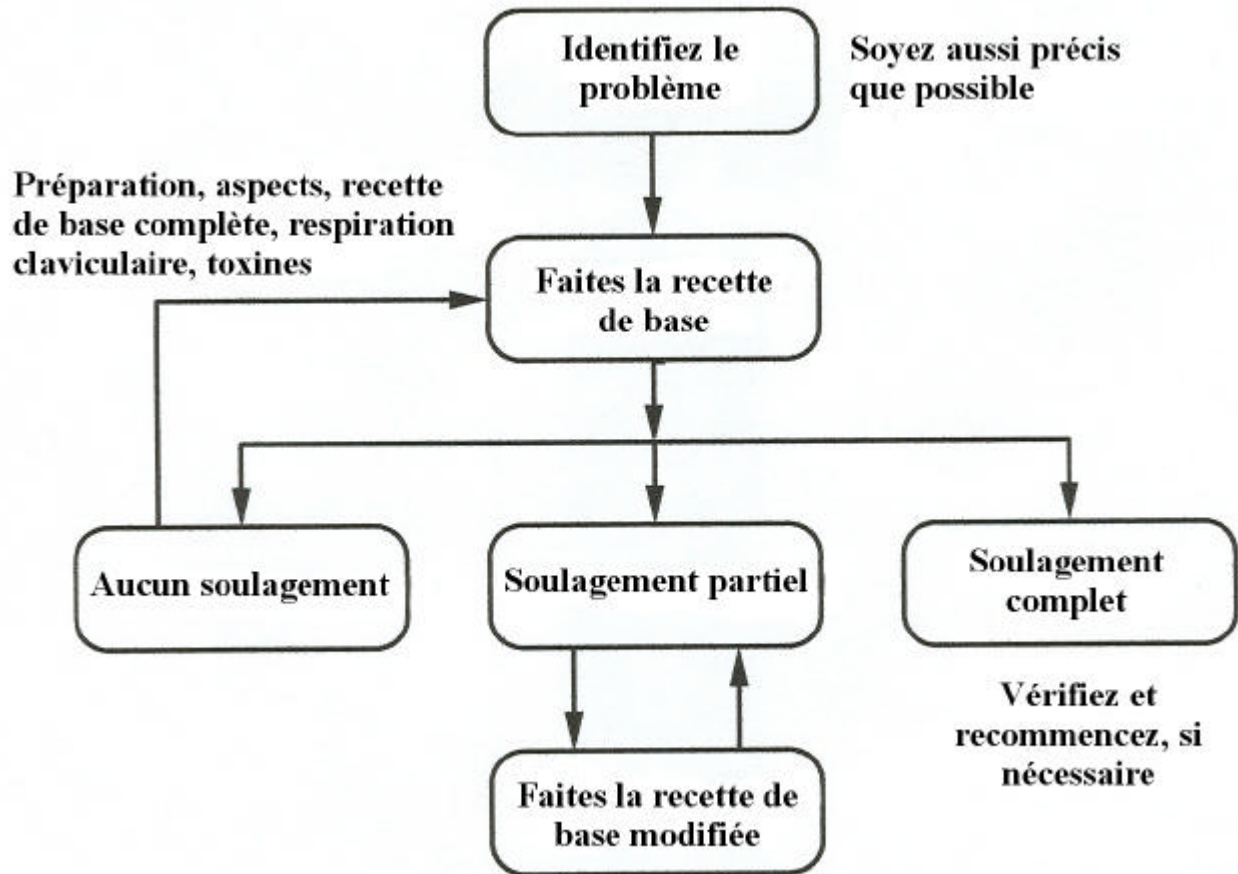 Identifiez le
problème
Soyez aussi précis
que possible
Préparation, aspects, recette
de base complète, respiration
claviculaire, toxines
Faites la recette
de base
Aucun soulagement
Soulagement partiel
Soulagement
complet
Vérifiez et
recommencez, si
nécessaire
Faites la recette de
base modifiée